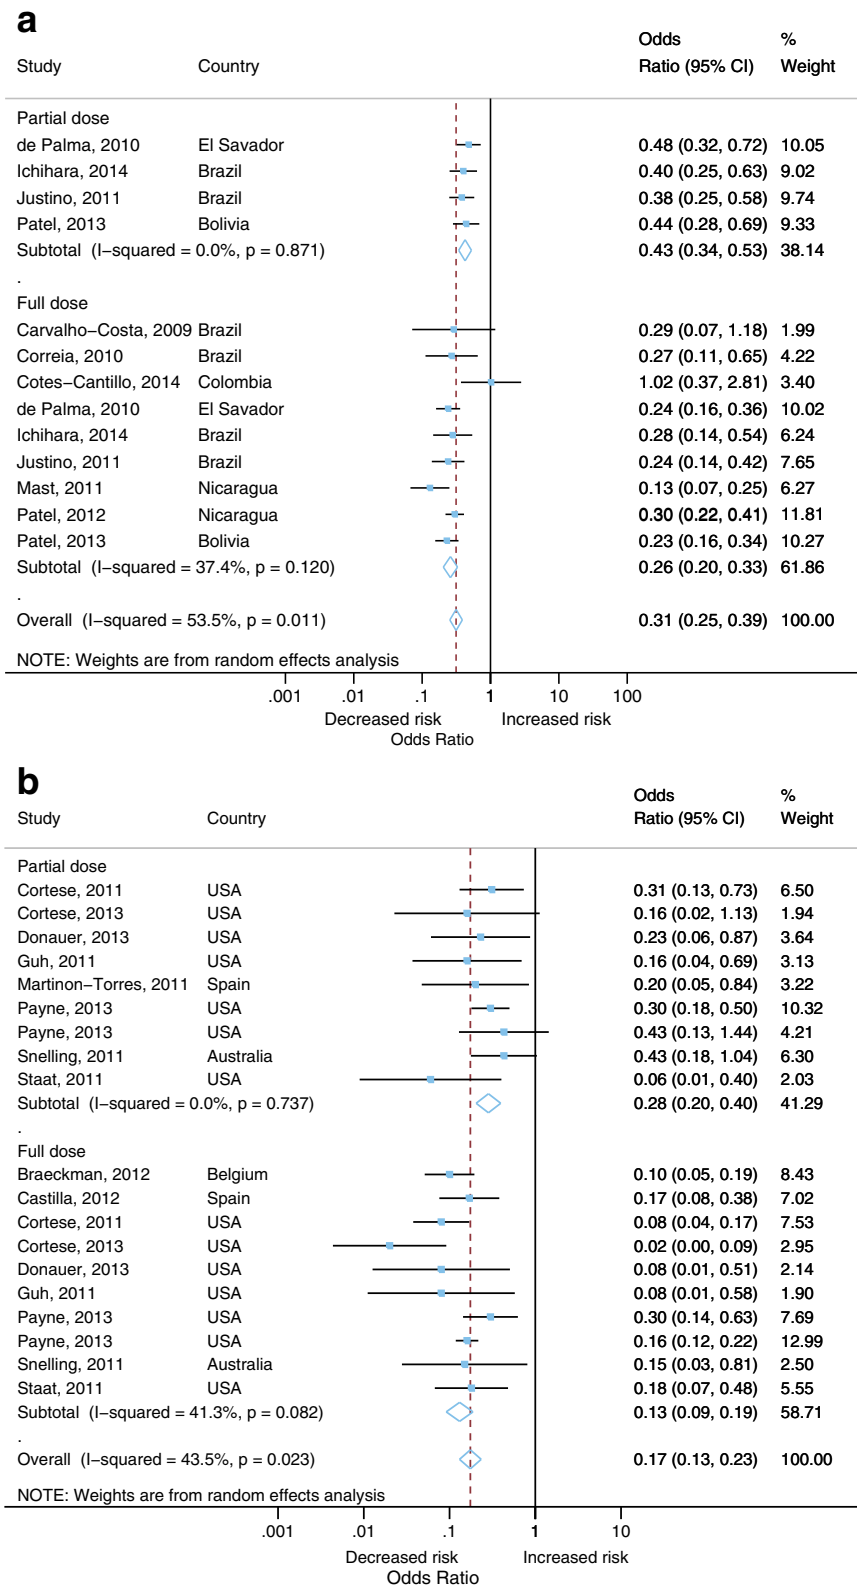 a
Odds %
Study Country Ratio (95% CI) Weight
Partial dose
de Palma, 2010 El Savador 0.48 (0.32, 0.72) 10.05
Ichihara, 2014 Brazil 0.40 (0.25, 0.63) 9.02
Justino, 2011 Brazil 0.38 (0.25, 0.58) 9.74
Patel, 2013 Bolivia 0.44 (0.28, 0.69) 9.33
Subtotal (I−squared = 0.0%, p = 0.871) 0.43 (0.34, 0.53) 38.14
.
Full dose
Carvalho−Costa, 2009 Brazil 0.29 (0.07, 1.18) 1.99
Correia, 2010 Brazil 0.27 (0.11, 0.65) 4.22
Cotes−Cantillo, 2014 Colombia 1.02 (0.37, 2.81) 3.40
de Palma, 2010 El Savador 0.24 (0.16, 0.36) 10.02
Ichihara, 2014 Brazil 0.28 (0.14, 0.54) 6.24
Justino, 2011 Brazil 0.24 (0.14, 0.42) 7.65
Mast, 2011 Nicaragua 0.13 (0.07, 0.25) 6.27
Patel, 2012 Nicaragua 0.30 (0.22, 0.41) 11.81
Patel, 2013 Bolivia 0.23 (0.16, 0.34) 10.27
Subtotal (I−squared = 37.4%, p = 0.120) 0.26 (0.20, 0.33) 61.86
.
Overall (I−squared = 53.5%, p = 0.011) 0.31 (0.25, 0.39) 100.00
NOTE: Weights are from random effects analysis
.001 .01 .1 1 10 100
Decreased risk Increased risk
Odds Ratio
b
Odds %
Study Country Ratio (95% CI) Weight
Partial dose
Cortese, 2011 USA 0.31 (0.13, 0.73) 6.50
Cortese, 2013 USA 0.16 (0.02, 1.13) 1.94
Donauer, 2013 USA 0.23 (0.06, 0.87) 3.64
Guh, 2011 USA 0.16 (0.04, 0.69) 3.13
Martinon−Torres, 2011 Spain 0.20 (0.05, 0.84) 3.22
Payne, 2013 USA 0.30 (0.18, 0.50) 10.32
Payne, 2013 USA 0.43 (0.13, 1.44) 4.21
Snelling, 2011 Australia 0.43 (0.18, 1.04) 6.30
Staat, 2011 USA 0.06 (0.01, 0.40) 2.03
Subtotal (I−squared = 0.0%, p = 0.737) 0.28 (0.20, 0.40) 41.29
.
Full dose
Braeckman, 2012 Belgium 0.10 (0.05, 0.19) 8.43
Castilla, 2012 Spain 0.17 (0.08, 0.38) 7.02
Cortese, 2011 USA 0.08 (0.04, 0.17) 7.53
Cortese, 2013 USA 0.02 (0.00, 0.09) 2.95
Donauer, 2013 USA 0.08 (0.01, 0.51) 2.14
Guh, 2011 USA 0.08 (0.01, 0.58) 1.90
Payne, 2013 USA 0.30 (0.14, 0.63) 7.69
Payne, 2013 USA 0.16 (0.12, 0.22) 12.99
Snelling, 2011 Australia 0.15 (0.03, 0.81) 2.50
Staat, 2011 USA 0.18 (0.07, 0.48) 5.55
Subtotal (I−squared = 41.3%, p = 0.082) 0.13 (0.09, 0.19) 58.71
.
Overall (I−squared = 43.5%, p = 0.023) 0.17 (0.13, 0.23) 100.00
NOTE: Weights are from random effects analysis
.001 .01 .1 1 10
Decreased risk Increased risk
Odds Ratio